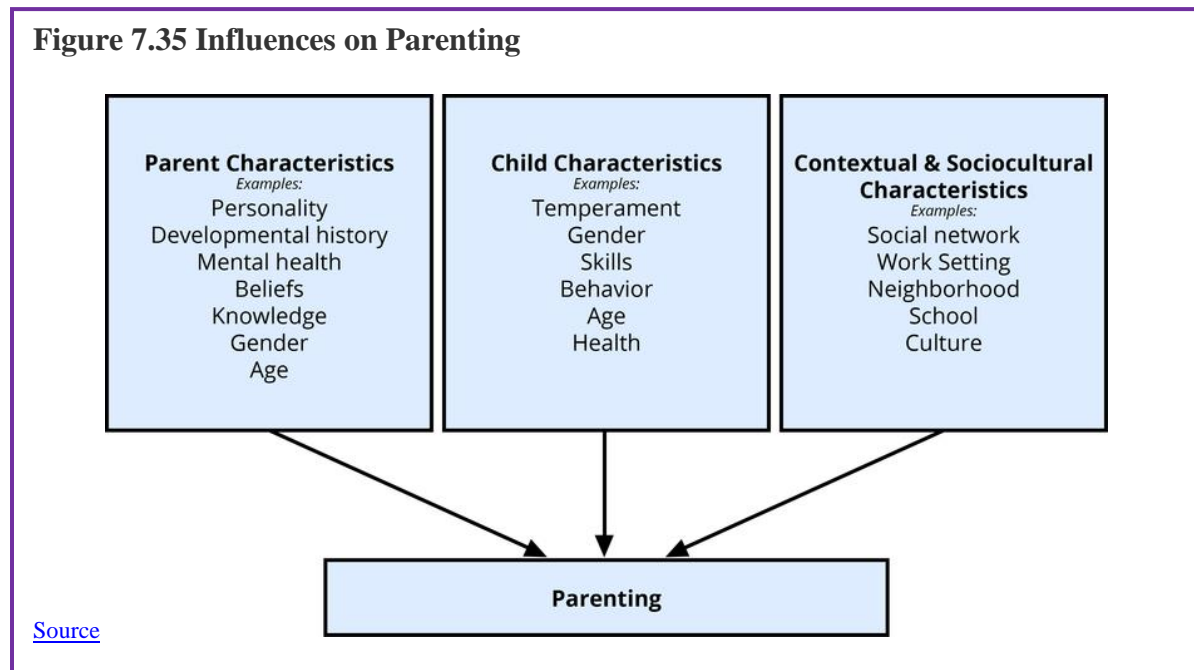 Figure 7.35 Influences on Parenting
Parent Characteristics
Examples:
Personality
Developmental history
Mental health
Beliefs
Knowledge
Gender
Age
Child Characteristics
Examples:
Temperament
Gender
Skills
Behavior
Age
Health
Contextual & Sociocultural
Characteristics
Examples:
Social network
Work Setting
Neighborhood
School
Culture
Parenting
Source